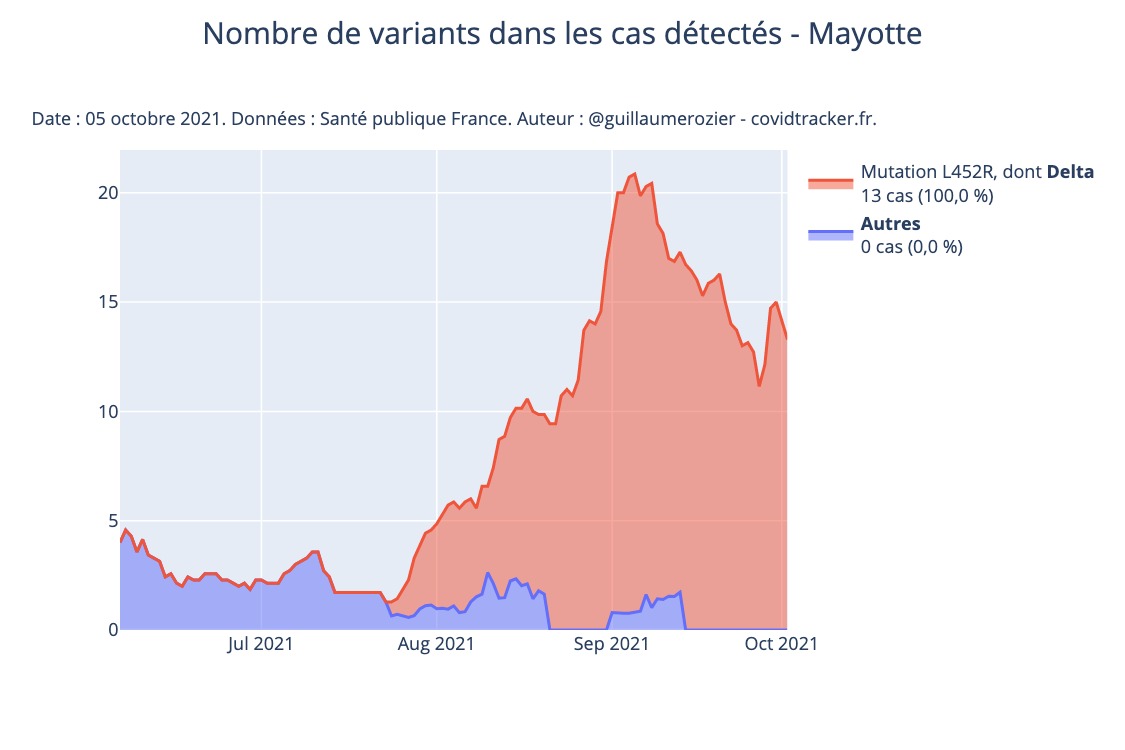 Nombre de variants dans les cas détectés - Mayotte
Date : 05 octobre 2021. Données : Santé publique France. Auteur : @guillaumerozier - covidtracker.fr.
Mutation L452R, dont Delta
13 cas (100,0 %)
Autres
0 cas (0,0 %)
20
15
10
5
0
Jul 2021 Aug 2021 Sep 2021 Oct 2021